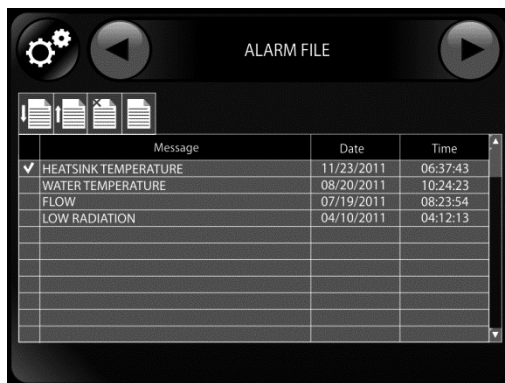 ALARM FILE
Message Date Time
HEATSINK TEMPERATURE 11/23/2011 06:37:43
WATER TEMPERATURE 08/20/2011 10:24:23
FLOW 07/19/2011 08:23:54
LOW RADIATION 04/10/2011 04:12:13